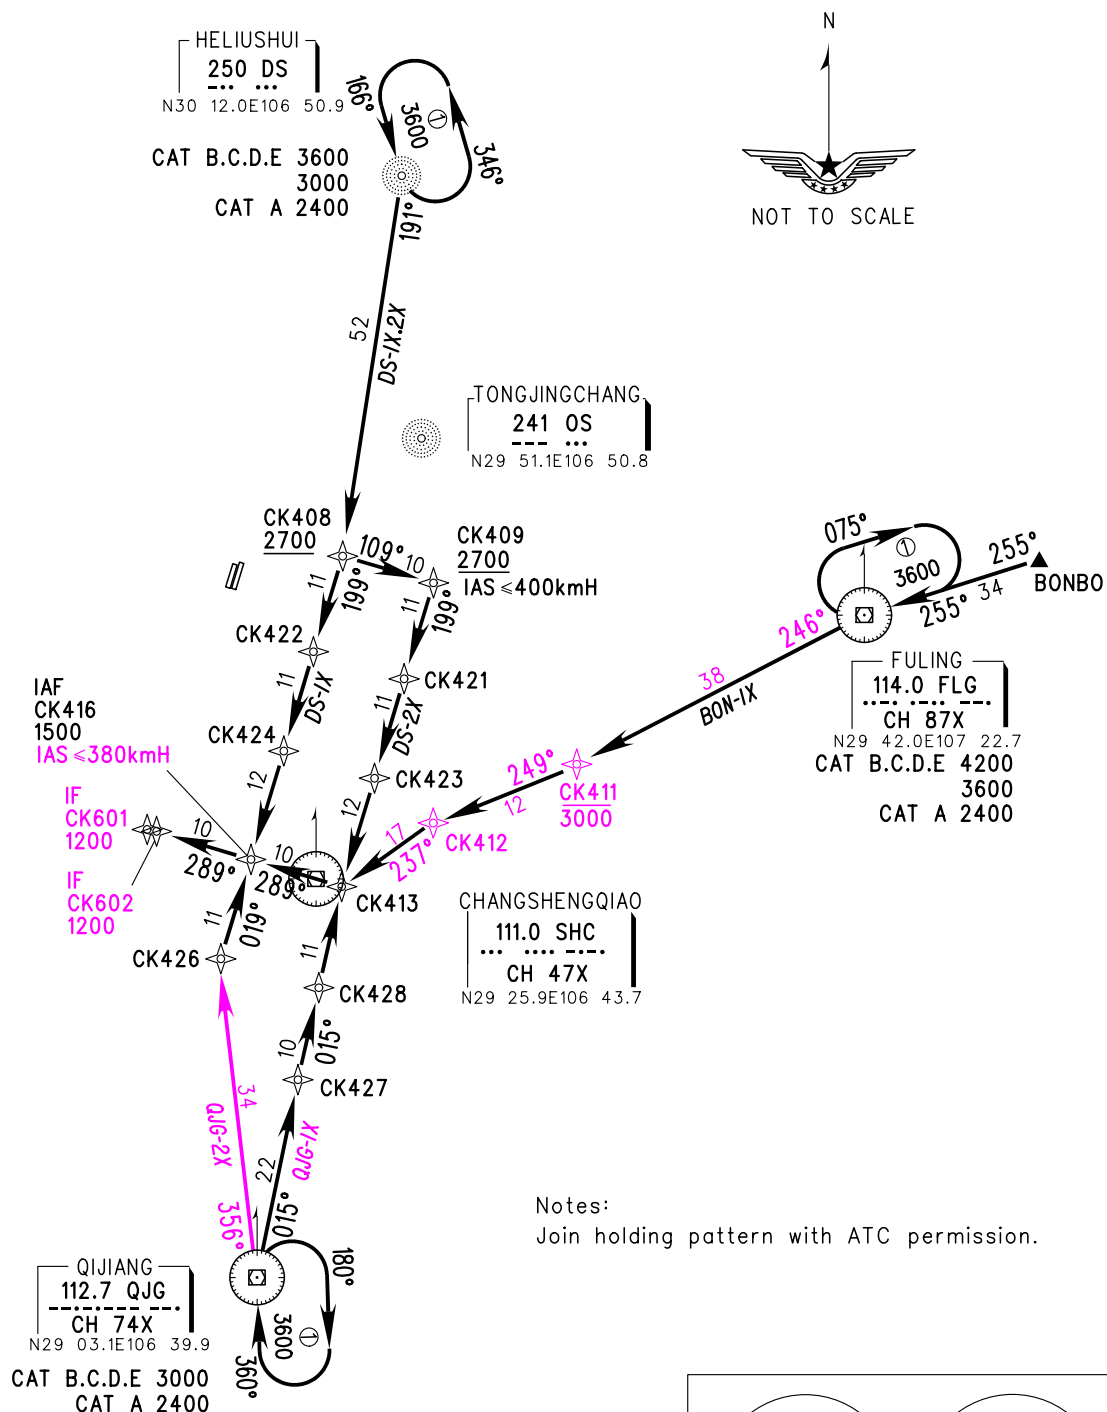 HELIUSHUI
250 DS
N30 12.0E106 50.9
CAT B.C.D.E 3600
3000
CAT A 2400
166°
3600
①
346°
191°
52
DS-1X.2X
N
NOT TO SCALE
TONGJINGCHANG
241 OS
N29 51.1E106 50.8
CK408
2700
109°
10
CK409
2700
IAS ≤400kmH
11
199°
11
199°
CK422
CK421
11
DS-1X
11
DS-2X
CK424
CK423
12
12
IAF
CK416
1500
IAS ≤380kmH
IF
CK601
1200
IF
CK602
1200
10
289°
10
289°
CK413
075°
①
3600
255°
34
255°
BONBO
246°
38
BON-1X
FULING
114.0 FLG
CH 87X
N29 42.0E107 22.7
CAT B.C.D.E 4200
3600
CAT A 2400
249°
12
CK411
3000
17
237°
CK412
CHANGSHENGQIAO
111.0 SHC
CH 47X
N29 25.9E106 43.7
11
019°
CK426
11
CK428
10
015°
CK427
34
QJG-2X
356°
22
QJG-1X
015°
180°
3600
①
360°
QIJIANG
112.7 QJG
CH 74X
N29 03.1E106 39.9
CAT B.C.D.E 3000
CAT A 2400
Notes:
Join holding pattern with ATC permission.